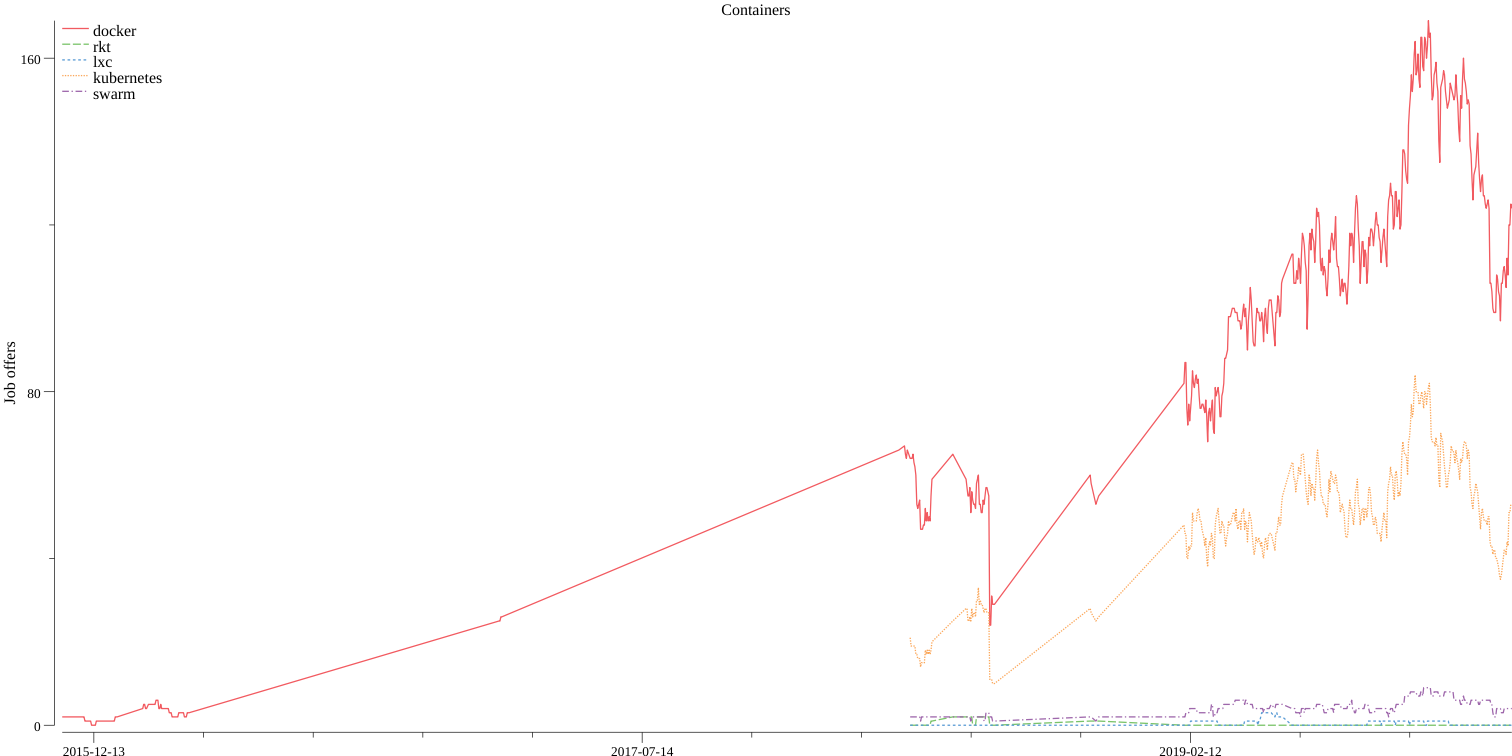 Containers
docker
rkt
lxc
kubernetes
swarm
160
80
0
Job offers
2015-12-13
2017-07-14
2019-02-12